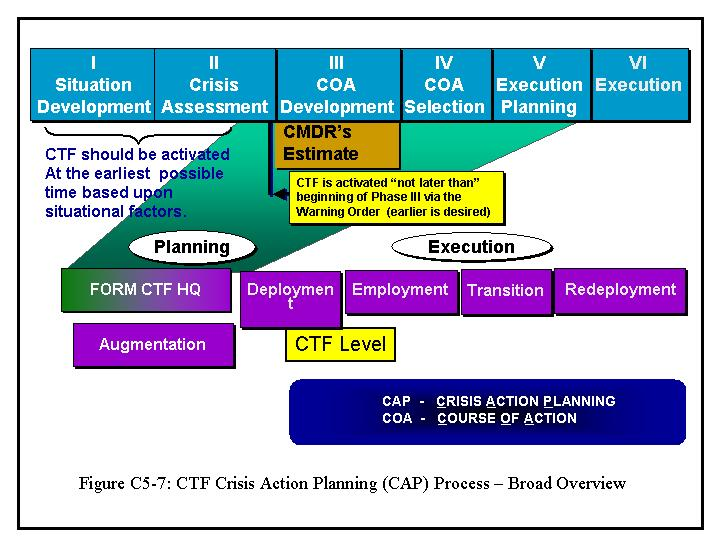 I
Situation
Development
II
Crisis
Assessment
III
COA
Development
IV
COA
Selection
V
Execution
Planning
VI
Execution
CMDR's
Estimate
CTF should be activated
At the earliest possible
time based upon
situational factors.
CTF is activated “not later than”
beginning of Phase III via the
Warning Order (earlier is desired)
Planning
Execution
FORM CTF HQ
Deploymen
t
Employment
Transition
Redeployment
Augmentation
CTF Level
CAP - CRISIS ACTION PLANNING
COA - COURSE OF ACTION
Figure C5-7: CTF Crisis Action Planning (CAP) Process – Broad Overview